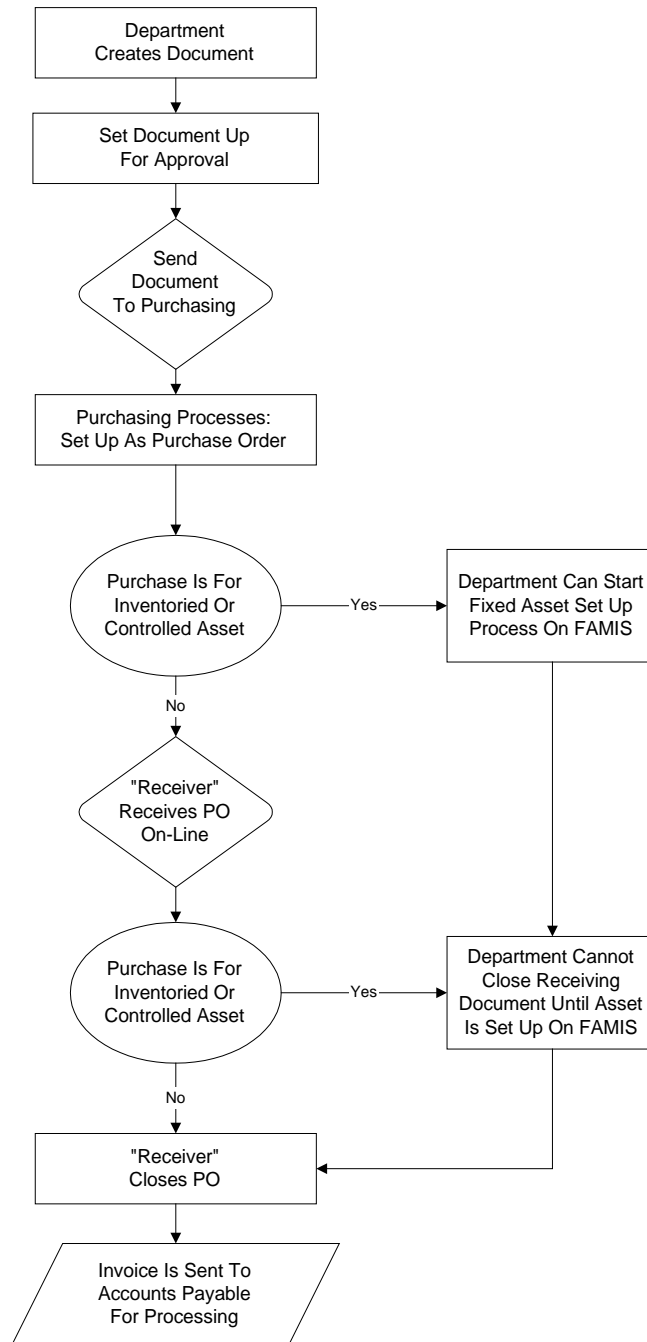 Department
Creates Document
Set Document Up
For Approval
Send
Document
To Purchasing
Purchasing Processes:
Set Up As Purchase Order
Purchase Is For
Inventoried Or
Controlled Asset
Yes
Department Can Start
Fixed Asset Set Up
Process On FAMIS
No
"Receiver"
Receives PO
On-Line
Purchase Is For
Inventoried Or
Controlled Asset
Yes
Department Cannot
Close Receiving
Document Until Asset
Is Set Up On FAMIS
No
"Receiver"
Closes PO
Invoice Is Sent To
Accounts Payable
For Processing